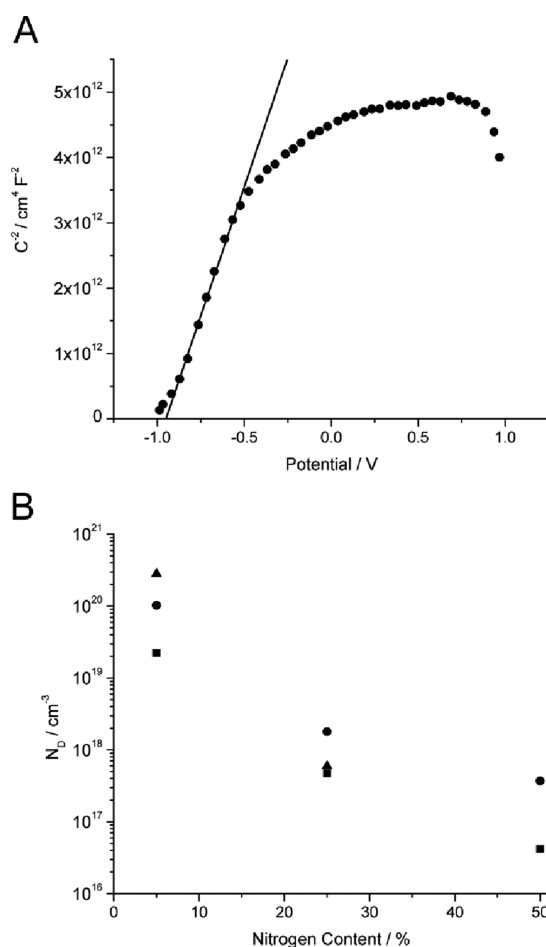 A
5x10¹²
4x10¹²
3x10¹²
2x10¹²
1x10¹²
0
C⁻² / cm⁴ F⁻²
-1.0 -0.5 0.0 0.5 1.0
Potential / V
B
10²¹
10²⁰
10¹⁹
10¹⁸
10¹⁷
10¹⁶
N_D / cm⁻³
0 10 20 30 40 50
Nitrogen Content / %